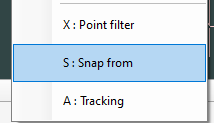 X : Point filter
S : Snap from
A : Tracking